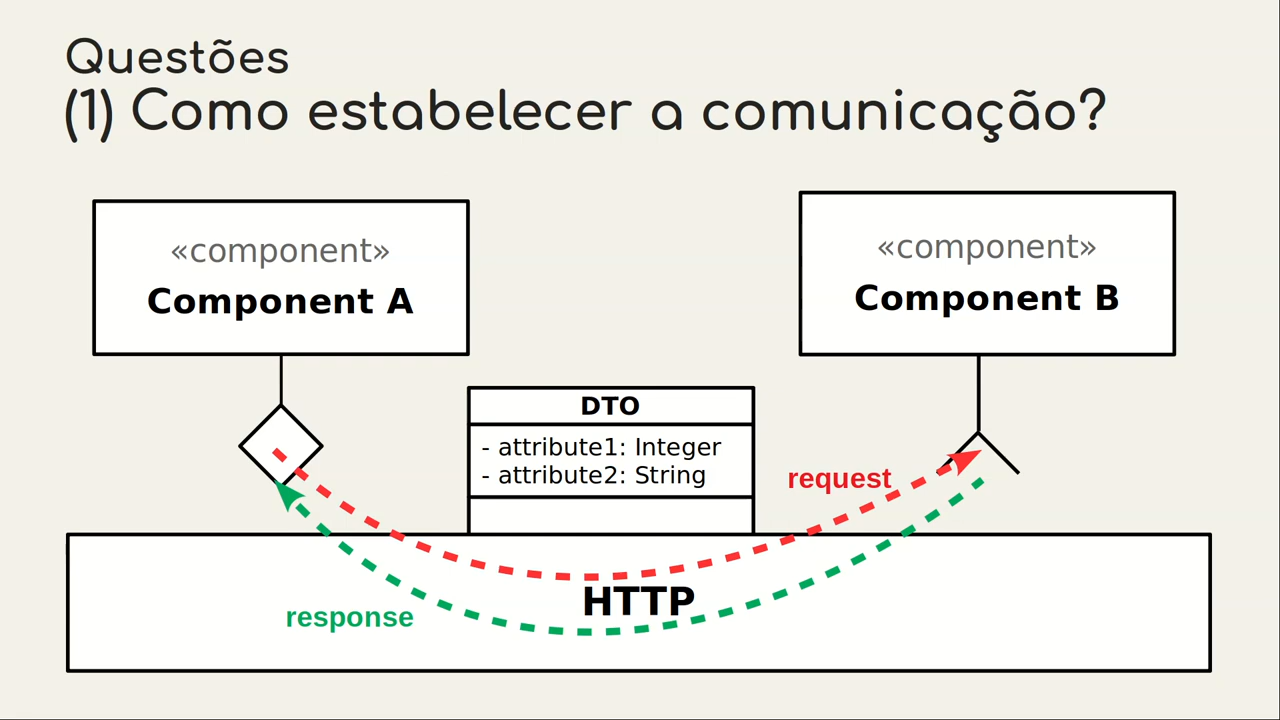 Questões
(1) Como estabelecer a comunicação?
«component»
Component A
«component»
Component B
DTO
- attribute1: Integer
- attribute2: String
request
HTTP
response